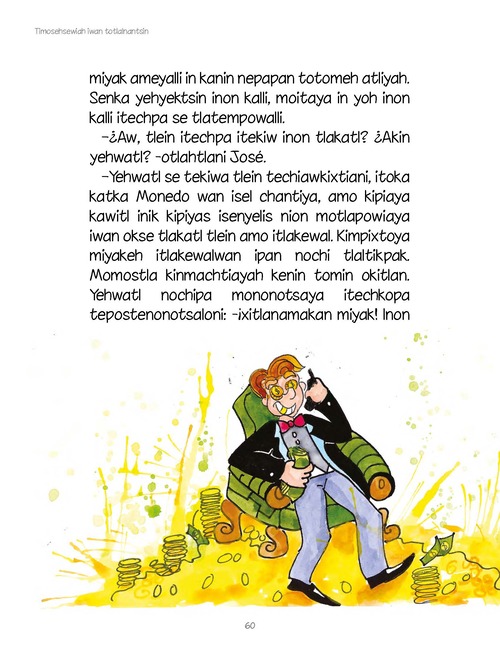 Timosehsewiah iwan totlalnantsin
miyak ameyalli in kanin nepapan totomeh atliyah.
Senka yehyektsin inon kalli, moitaya in yoh inon
kalli itechpa se tlatempowalli.
–¿Aw, tlein itechpa itekiw inon tlakatl? ¿Akin
yehwatl? -otlahtlani José.
–Yehwatl se tekiwa tlein techiawkixtiani, itoka
katka Monedo wan isel chantiya, amo kipiaya
kawitl inik kipiyas isenyelis nion motlapowiaya
iwan okse tlakatl tlein amo itlakewal. Kimpixtoya
miyakeh itlakewalwan ipan nochi tlaltikpak.
Momostla kinmachtiayah kenin tomin okitlan.
Yehwatl nochipa mononotsaya itechkopa
tepostenonotsaloni: -ixitlanamakan miyak! Inon
60